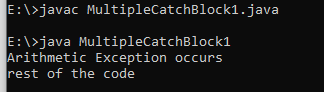 E:\>javac MultipleCatchBlock1.java
E:\>java MultipleCatchBlock1
Arithmetic Exception occurs
rest of the code